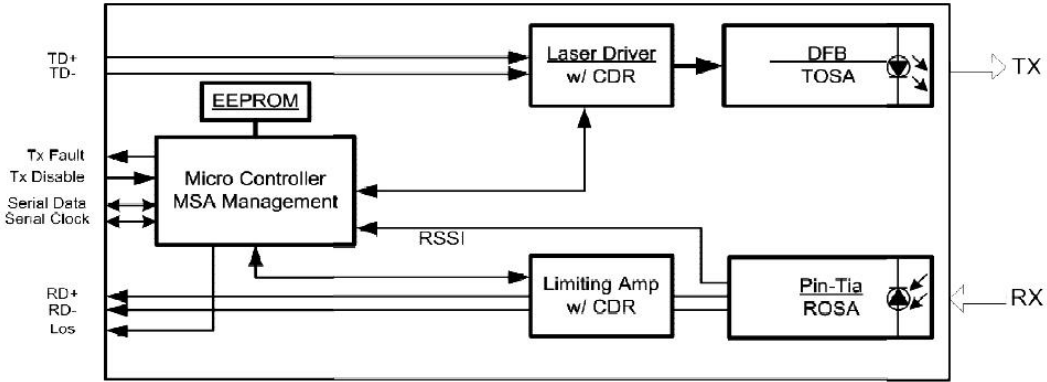 TD+
TD-
Laser Driver
w/ CDR
DFB
TOSA
TX
EEPROM
Tx Fault
Tx Disable
Serial Data
Serial Clock
Micro Controller
MSA Management
RSSI
RD+
RD-
Los
Limiting Amp
w/ CDR
Pin-Tia
ROSA
RX